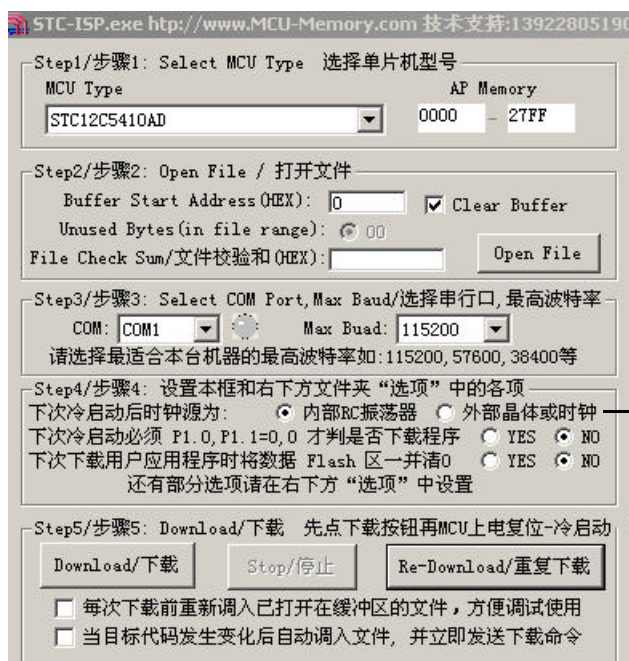 STC-ISP.exe htp://www.MCU-Memory.com 技术支持:13922805190
Step1/步骤1: Select MCU Type 选择单片机型号
MCU Type AP Memory
STC12C5410AD 0000 - 27FF
Step2/步骤2: Open File / 打开文件
Buffer Start Address(HEX): 0 Clear Buffer
Unused Bytes(in file range): 00
File Check Sum/文件校验和(HEX): Open File
Step3/步骤3: Select COM Port,Max Baud/选择串行口,最高波特率
COM: COM1 Max Buad: 115200
请选择最适合本台机器的最高波特率如:115200,57600,38400等
Step4/步骤4: 设置本框和右下方文件夹“选项”中的各项
下次冷启动后时钟源为: 内部RC振荡器 外部晶体或时钟
下次冷启动必须 P1.0,P1.1=0,0 才判是否下载程序 YES NO
下次下载用户应用程序时将数据 Flash 区一并清0 YES NO
还有部分选项请在右下方“选项”中设置
Step5/步骤5: Download/下载 先点下载按钮再MCU上电复位-冷启动
Download/下载 Stop/停止 Re-Download/重复下载
每次下载前重新调入已打开在缓冲区的文件，方便调试使用
当目标代码发生变化后自动调入文件, 并立即发送下载命令